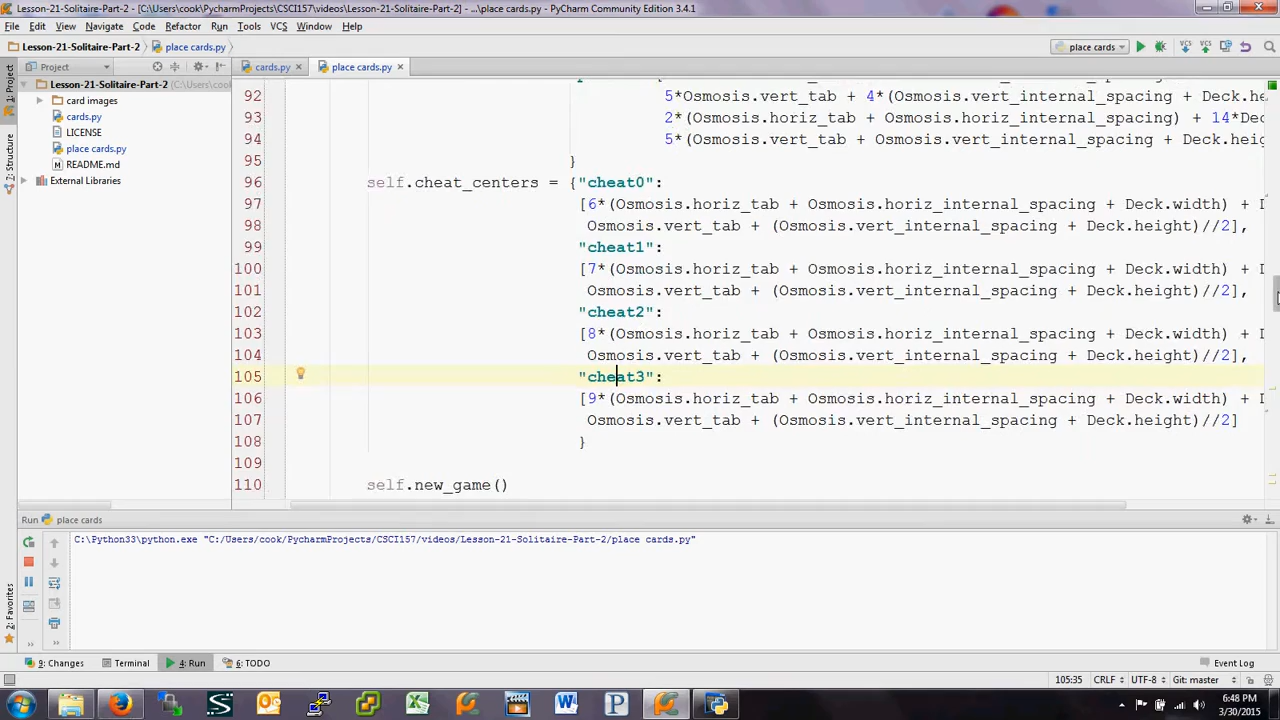 Lesson-21-Solitaire-Part-2 - [C:\Users\cook\PycharmProjects\CSCI157\videos\Lesson-21-Solitaire-Part-2] - ...\place cards.py - PyCharm Community Edition 3.4.1
File Edit View Navigate Code Refactor Run Tools VCS Window Help
Lesson-21-Solitaire-Part-2 place cards.py place cards
1: Project
Project cards.py place cards.py
Lesson-21-Solitaire-Part-2 (C:\Users\cook
card images
cards.py
LICENSE
place cards.py
README.md
External Libraries
7: Structure
92 5*Osmosis.vert_tab + 4*(Osmosis.vert_internal_spacing + Deck.he
93 2*(Osmosis.horiz_tab + Osmosis.horiz_internal_spacing) + 14*Dec
94 5*(Osmosis.vert_tab + Osmosis.vert_internal_spacing + Deck.heig
95 }
96 self.cheat_centers = {"cheat0":
97 [6*(Osmosis.horiz_tab + Osmosis.horiz_internal_spacing + Deck.width) + D
98 Osmosis.vert_tab + (Osmosis.vert_internal_spacing + Deck.height)//2],
99 "cheat1":
100 [7*(Osmosis.horiz_tab + Osmosis.horiz_internal_spacing + Deck.width) + D
101 Osmosis.vert_tab + (Osmosis.vert_internal_spacing + Deck.height)//2],
102 "cheat2":
103 [8*(Osmosis.horiz_tab + Osmosis.horiz_internal_spacing + Deck.width) + D
104 Osmosis.vert_tab + (Osmosis.vert_internal_spacing + Deck.height)//2],
105 "cheat3":
106 [9*(Osmosis.horiz_tab + Osmosis.horiz_internal_spacing + Deck.width) + D
107 Osmosis.vert_tab + (Osmosis.vert_internal_spacing + Deck.height)//2]
108 }
109
110 self.new_game()
Run place cards
C:\Python33\python.exe "C:/Users/cook/PycharmProjects/CSCI157/videos/Lesson-21-Solitaire-Part-2/place cards.py"
2: Favorites
9: Changes Terminal 4: Run 6: TODO Event Log
105:35 CRLF UTF-8 Git: master
6:48 PM
3/30/2015